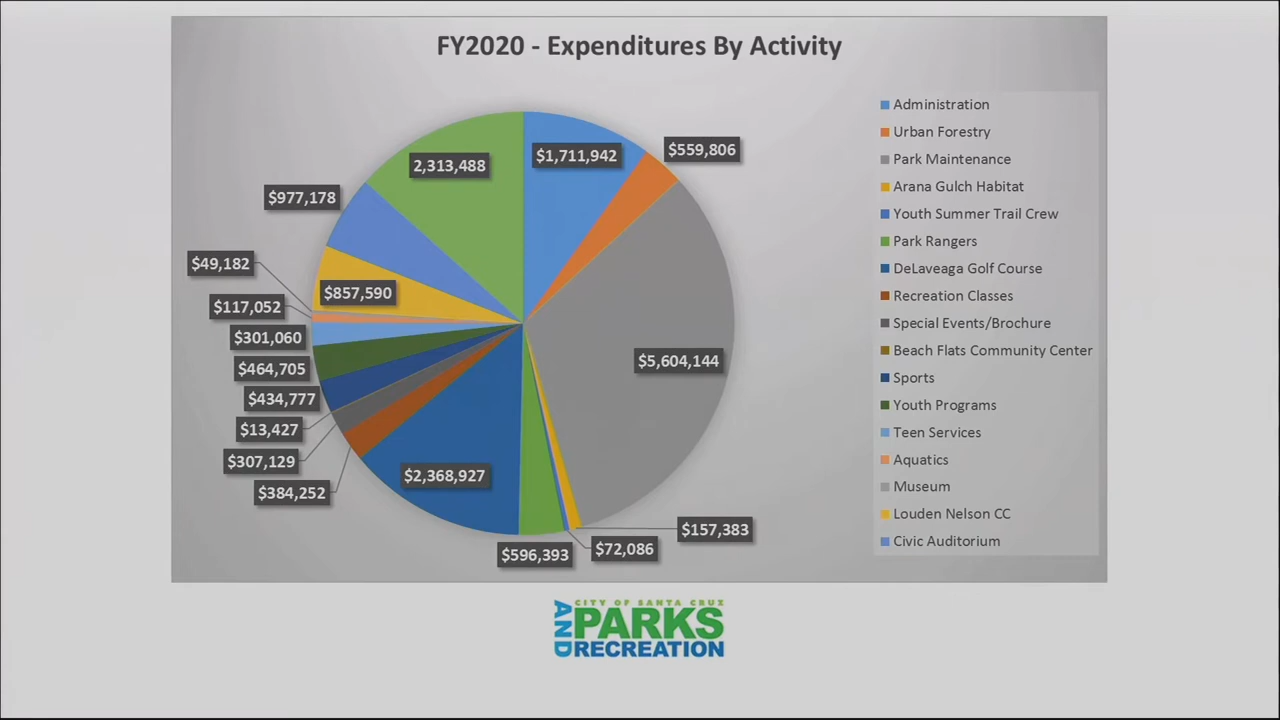 FY2020 - Expenditures By Activity
$1,711,942
$559,806
$5,604,144
$157,383
$72,086
$596,393
$2,368,927
$384,252
$307,129
$13,427
$434,777
$464,705
$301,060
$117,052
$49,182
$857,590
$977,178
2,313,488
Administration
Urban Forestry
Park Maintenance
Arana Gulch Habitat
Youth Summer Trail Crew
Park Rangers
DeLaveaga Golf Course
Recreation Classes
Special Events/Brochure
Beach Flats Community Center
Sports
Youth Programs
Teen Services
Aquatics
Museum
Louden Nelson CC
Civic Auditorium
CITY OF SANTA CRUZ
PARKS
AND
RECREATION